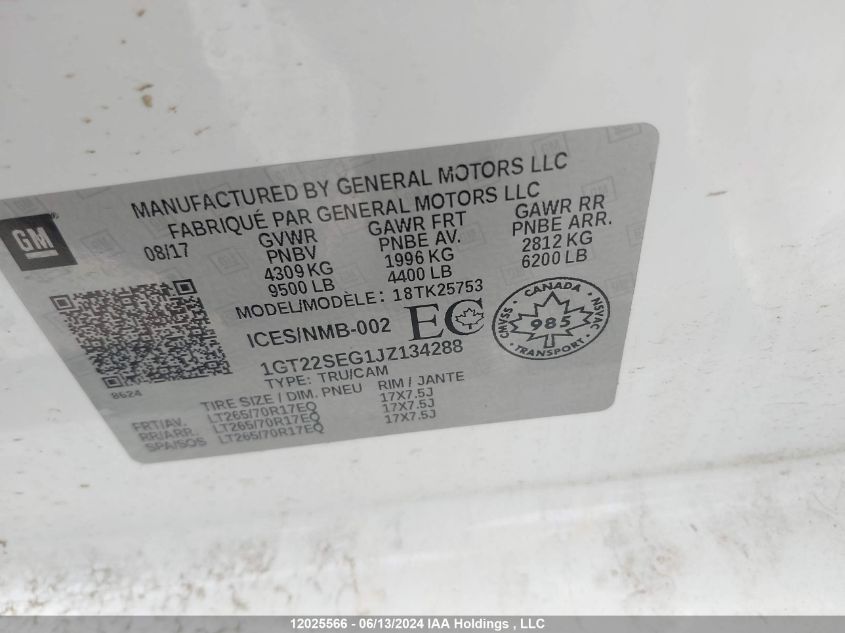 MANUFACTURED BY GENERAL MOTORS LLC
FABRIQUÉ PAR GENERAL MOTORS LLC
GM
08/17
GVWR
PNBV
4309 KG
9500 LB
GAWR FRT
PNBE AV.
1996 KG
4400 LB
GAWR RR
PNBE ARR.
2812 KG
6200 LB
MODEL/MODÈLE: 18TK25753
ICES/NMB-002
EC
CANADA
CMVSS
985
NSVAC
TRANSPORT
1GT22SEG1JZ134288
TYPE: TRU/CAM
8624
TIRE SIZE / DIM. PNEU RIM / JANTE
FRT/AV. LT265/70R17EQ 17X7.5J
RR/ARR. LT265/70R17EQ 17X7.5J
SPA/SOS LT265/70R17EQ 17X7.5J
12025566 - 06/13/2024 IAA Holdings , LLC